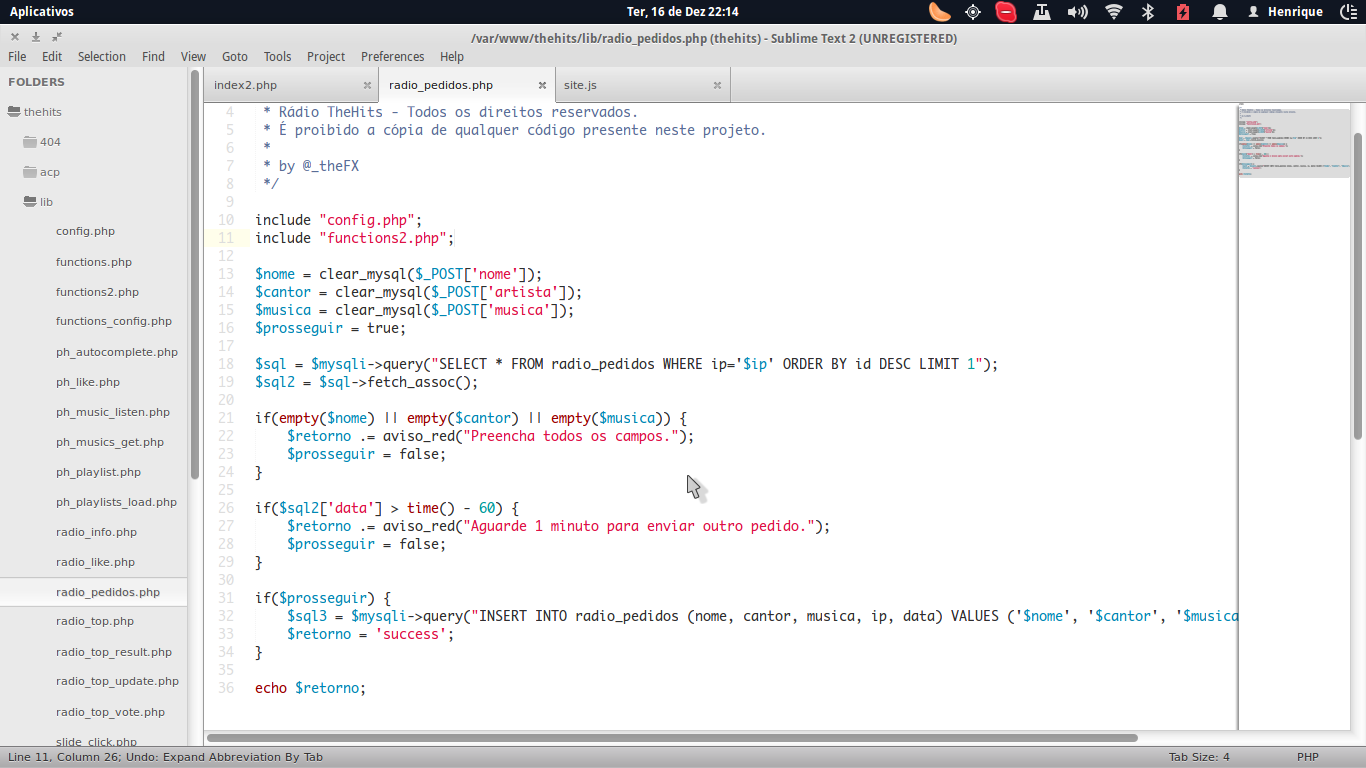 Aplicativos
Ter, 16 de Dez 22:14
Henrique
/var/www/thehits/lib/radio_pedidos.php (thehits) - Sublime Text 2 (UNREGISTERED)
File Edit Selection Find View Goto Tools Project Preferences Help
FOLDERS
thehits
404
acp
lib
config.php
functions.php
functions2.php
functions_config.php
ph_autocomplete.php
ph_like.php
ph_music_listen.php
ph_musics_get.php
ph_playlist.php
ph_playlists_load.php
radio_info.php
radio_like.php
radio_pedidos.php
radio_top.php
radio_top_result.php
radio_top_update.php
radio_top_vote.php
slide_click.php
index2.php radio_pedidos.php site.js
4 * Rádio TheHits - Todos os direitos reservados.
5 * É proibido a cópia de qualquer código presente neste projeto.
6 *
7 * by @_theFX
8 */
9
10 include "config.php";
11 include "functions2.php";
12
13 $nome = clear_mysql($_POST['nome']);
14 $cantor = clear_mysql($_POST['artista']);
15 $musica = clear_mysql($_POST['musica']);
16 $prosseguir = true;
17
18 $sql = $mysqli->query("SELECT * FROM radio_pedidos WHERE ip='$ip' ORDER BY id DESC LIMIT 1");
19 $sql2 = $sql->fetch_assoc();
20
21 if(empty($nome) || empty($cantor) || empty($musica)) {
22 $retorno .= aviso_red("Preencha todos os campos.");
23 $prosseguir = false;
24 }
25
26 if($sql2['data'] > time() - 60) {
27 $retorno .= aviso_red("Aguarde 1 minuto para enviar outro pedido.");
28 $prosseguir = false;
29 }
30
31 if($prosseguir) {
32 $sql3 = $mysqli->query("INSERT INTO radio_pedidos (nome, cantor, musica, ip, data) VALUES ('$nome', '$cantor', '$musica
33 $retorno = 'success';
34 }
35
36 echo $retorno;
Line 11, Column 26; Undo: Expand Abbreviation By Tab
Tab Size: 4
PHP